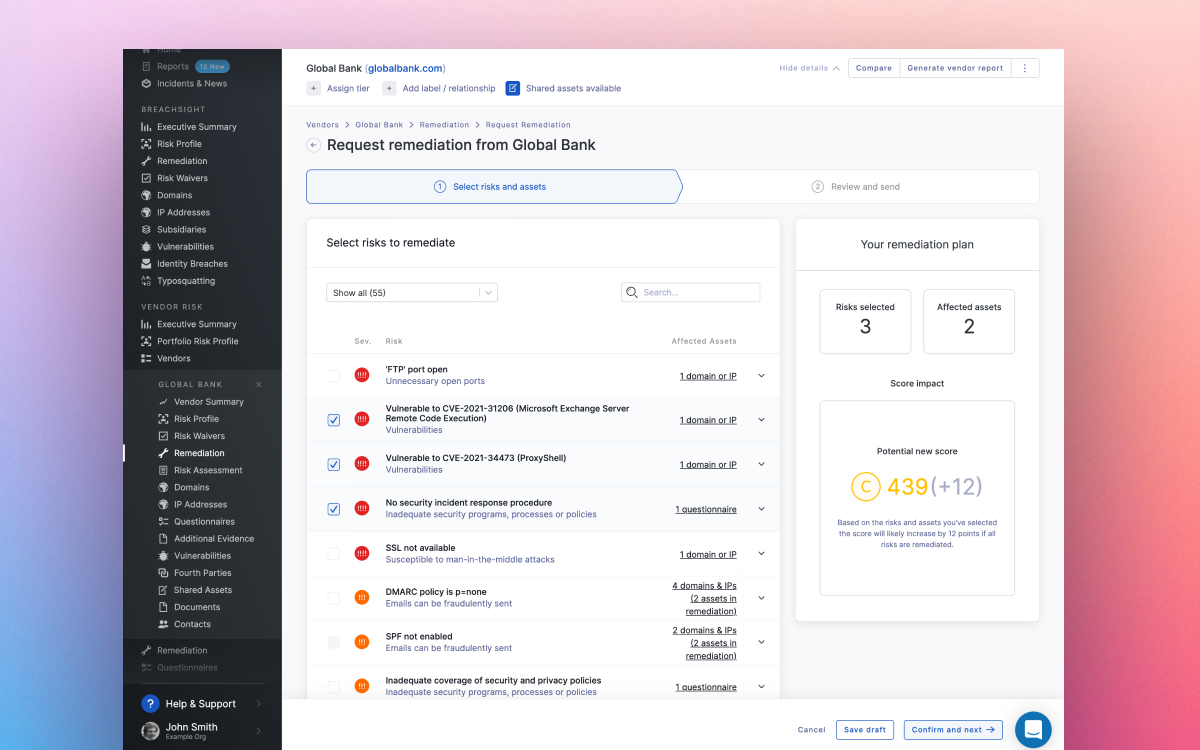 Home
Reports 12 New
Incidents & News
BREACHSIGHT
Executive Summary
Risk Profile
Remediation
Risk Waivers
Domains
IP Addresses
Subsidiaries
Vulnerabilities
Identity Breaches
Typosquatting
VENDOR RISK
Executive Summary
Portfolio Risk Profile
Vendors
GLOBAL BANK
Vendor Summary
Risk Profile
Risk Waivers
Remediation
Risk Assessment
Domains
IP Addresses
Questionnaires
Additional Evidence
Vulnerabilities
Fourth Parties
Shared Assets
Documents
Contacts
Remediation
Questionnaires
? Help & Support
John Smith
Example Org
Global Bank (globalbank.com)
Hide details
Compare
Generate vendor report
+ Assign tier
+ Add label / relationship
Shared assets available
Vendors > Global Bank > Remediation > Request Remediation
Request remediation from Global Bank
1 Select risks and assets
2 Review and send
Select risks to remediate
Show all (55)
Search...
Sev. Risk Affected Assets
!!!! 'FTP' port open
Unnecessary open ports
1 domain or IP
!!!! Vulnerable to CVE-2021-31206 (Microsoft Exchange Server
Remote Code Execution)
Vulnerabilities
1 domain or IP
!!!! Vulnerable to CVE-2021-34473 (ProxyShell)
Vulnerabilities
1 domain or IP
!!!! No security incident response procedure
Inadequate security programs, processes or policies
1 questionnaire
!!!! SSL not available
Susceptible to man-in-the-middle attacks
1 domain or IP
!!! DMARC policy is p=none
Emails can be fraudulently sent
4 domains & IPs
(2 assets in
remediation)
!!! SPF not enabled
Emails can be fraudulently sent
2 domains & IPs
(2 assets in
remediation)
!!! Inadequate coverage of security and privacy policies
Inadequate security programs, processes or policies
1 questionnaire
Your remediation plan
Risks selected
3
Affected assets
2
Score impact
Potential new score
C 439 (+12)
Based on the risks and assets you've selected
the score will likely increase by 12 points if all
risks are remediated.
Cancel
Save draft
Confirm and next →